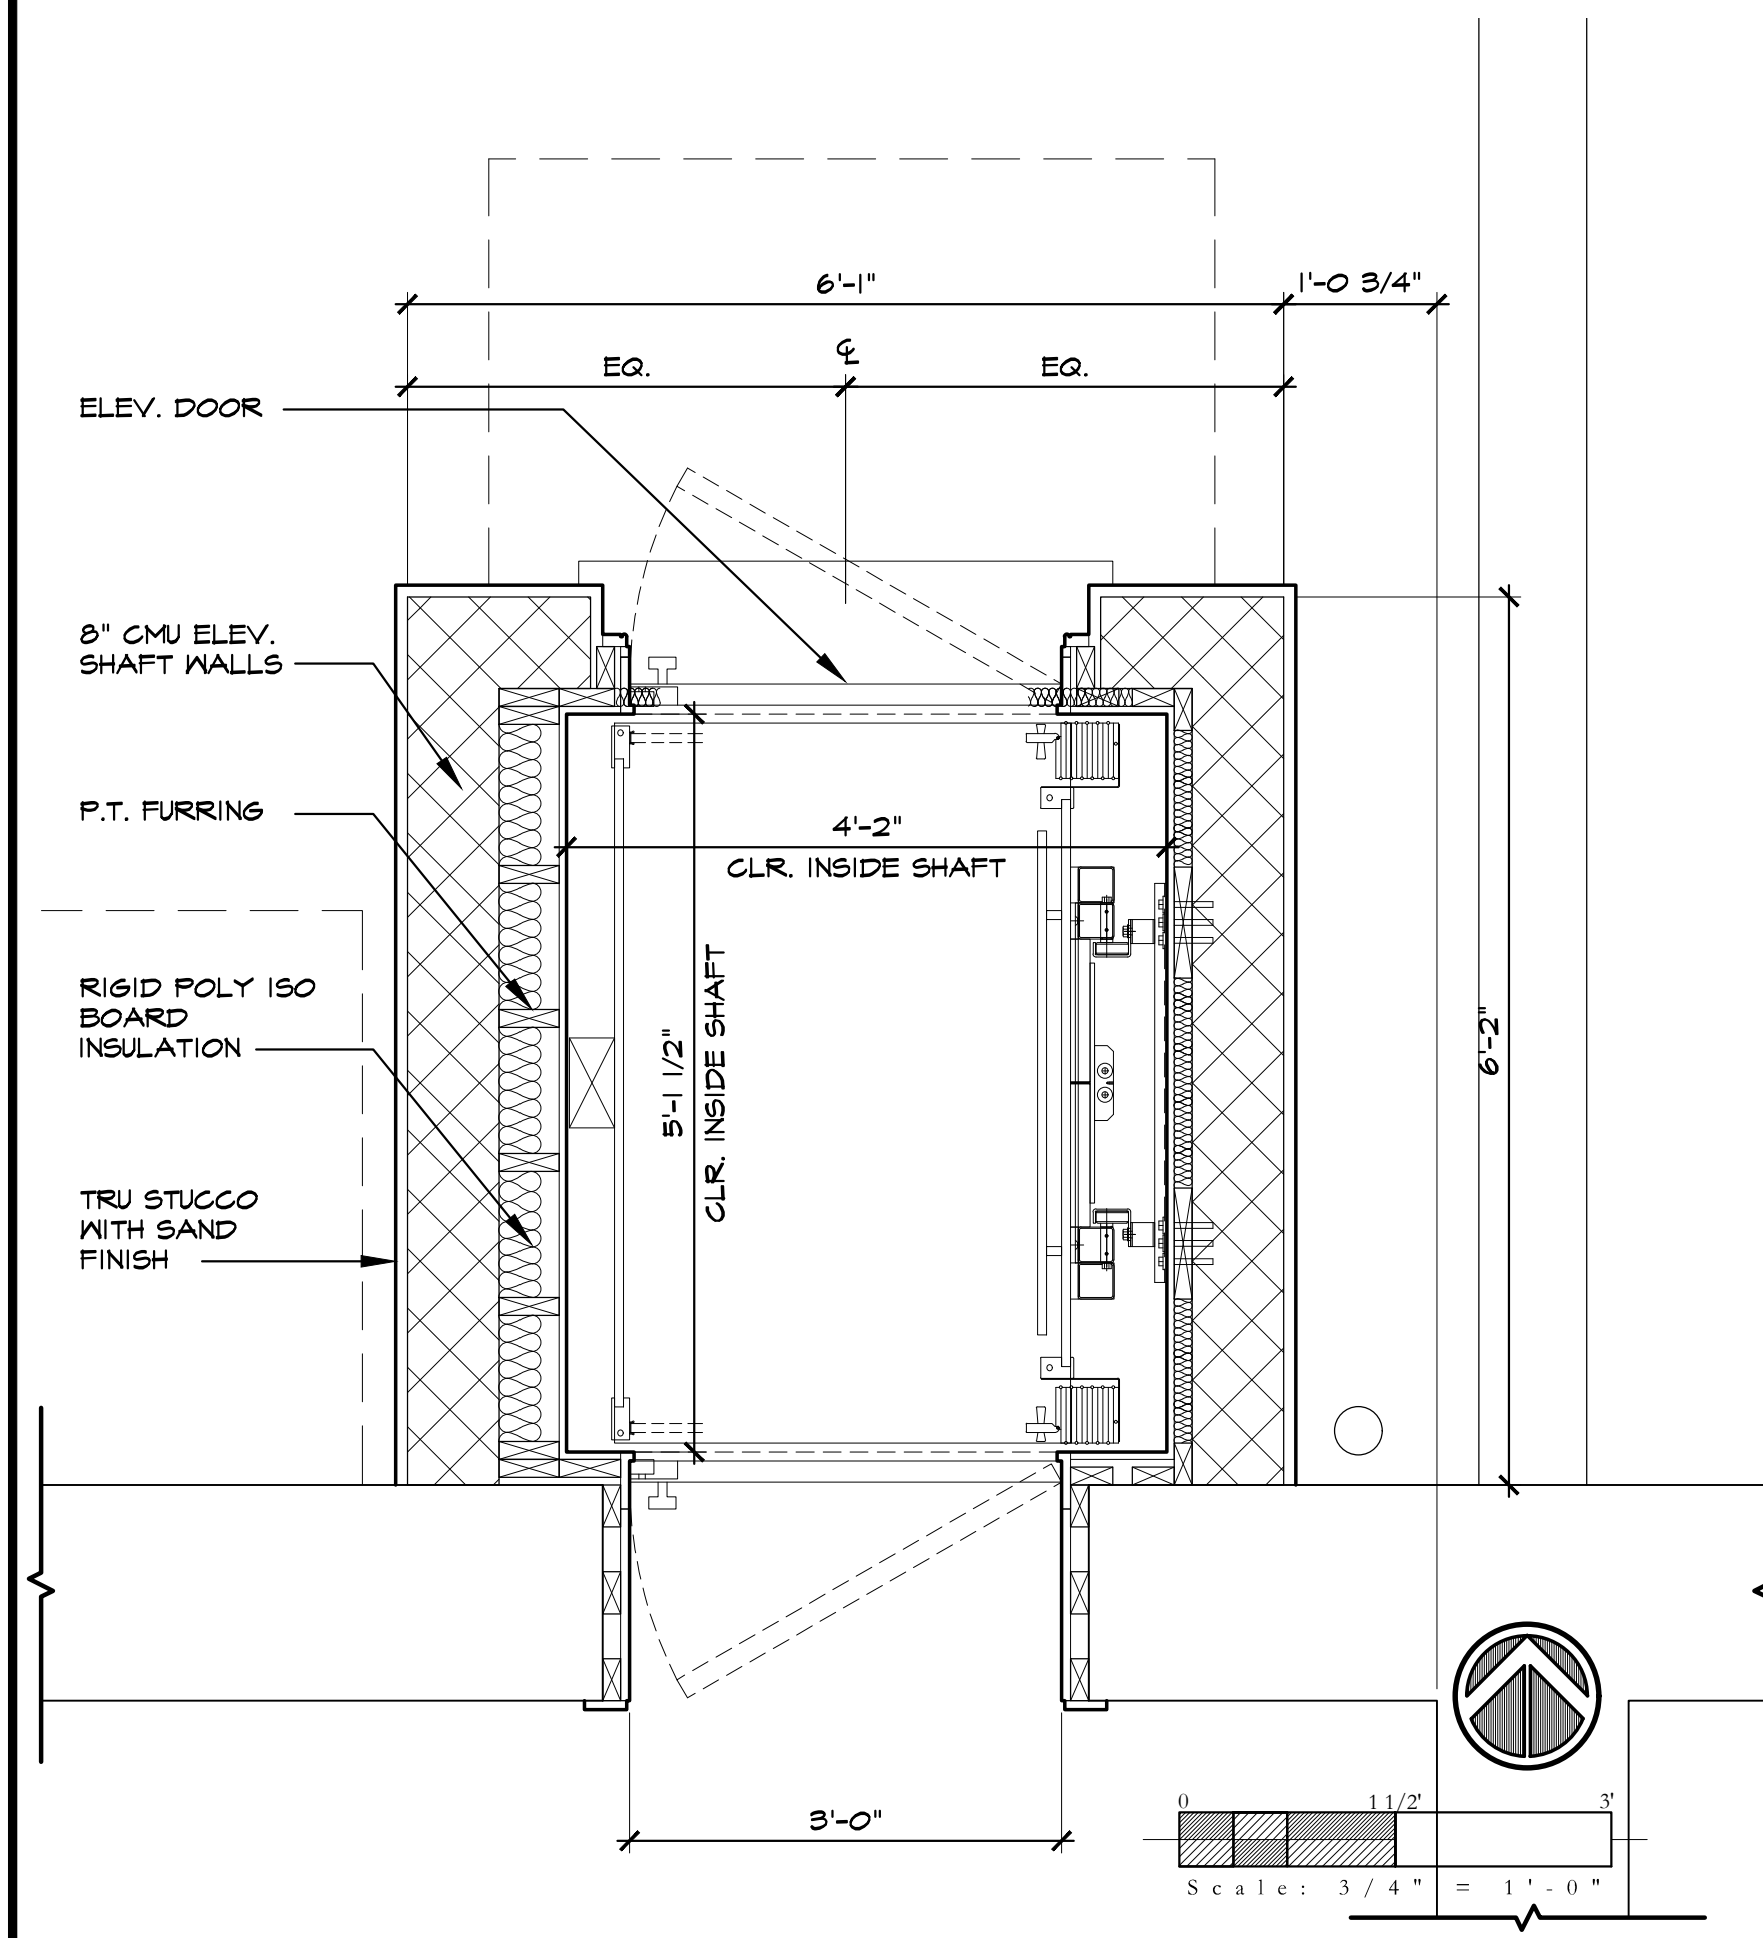 6'-1"
1'-0 3/4"
EQ.
℄
EQ.
ELEV. DOOR
8" CMU ELEV.
SHAFT WALLS
P.T. FURRING
4'-2"
CLR. INSIDE SHAFT
RIGID POLY ISO
BOARD
INSULATION
5'-1 1/2"
CLR. INSIDE SHAFT
6'-2"
TRU STUCCO
WITH SAND
FINISH
3'-0"
0 1 1/2' 3'
Scale: 3/4" = 1'-0"